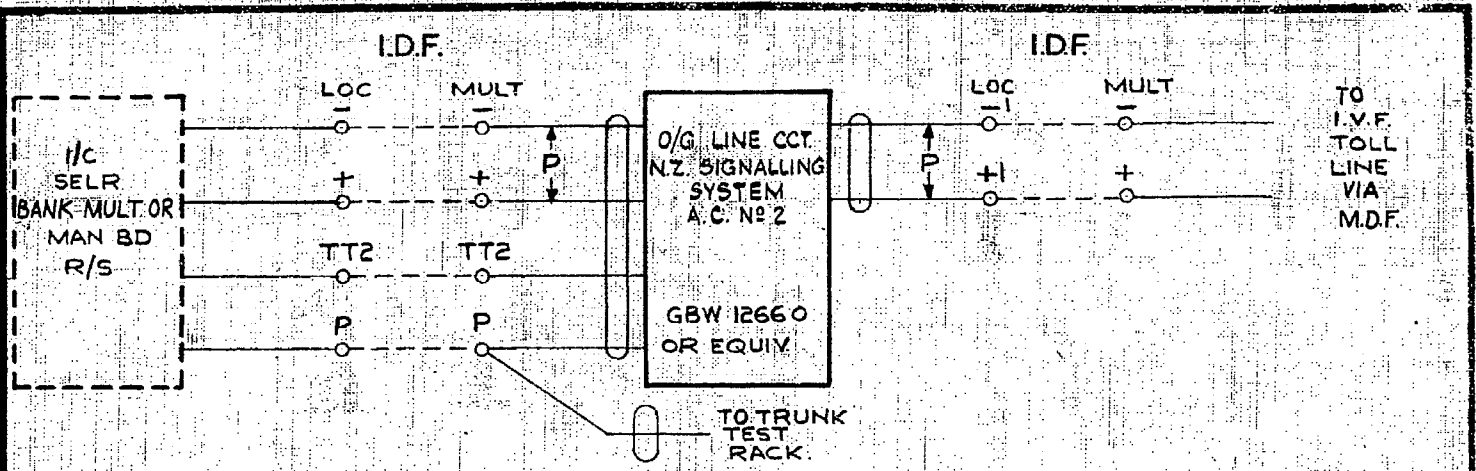 I.D.F.
I.D.F.
LOC
MULT
LOC
MULT
-
-
-1
-
I/C
SELR
BANK MULT. OR
MAN BD
R/S
+
+
P
O/G LINE CCT.
N.Z. SIGNALLING
SYSTEM
A.C. Nº 2
P
+1
+
TO
I.V.F.
TOLL
LINE
VIA
M.D.F.
TT2
TT2
P
P
GBW 12660
OR EQUIV.
TO TRUNK
TEST
RACK.